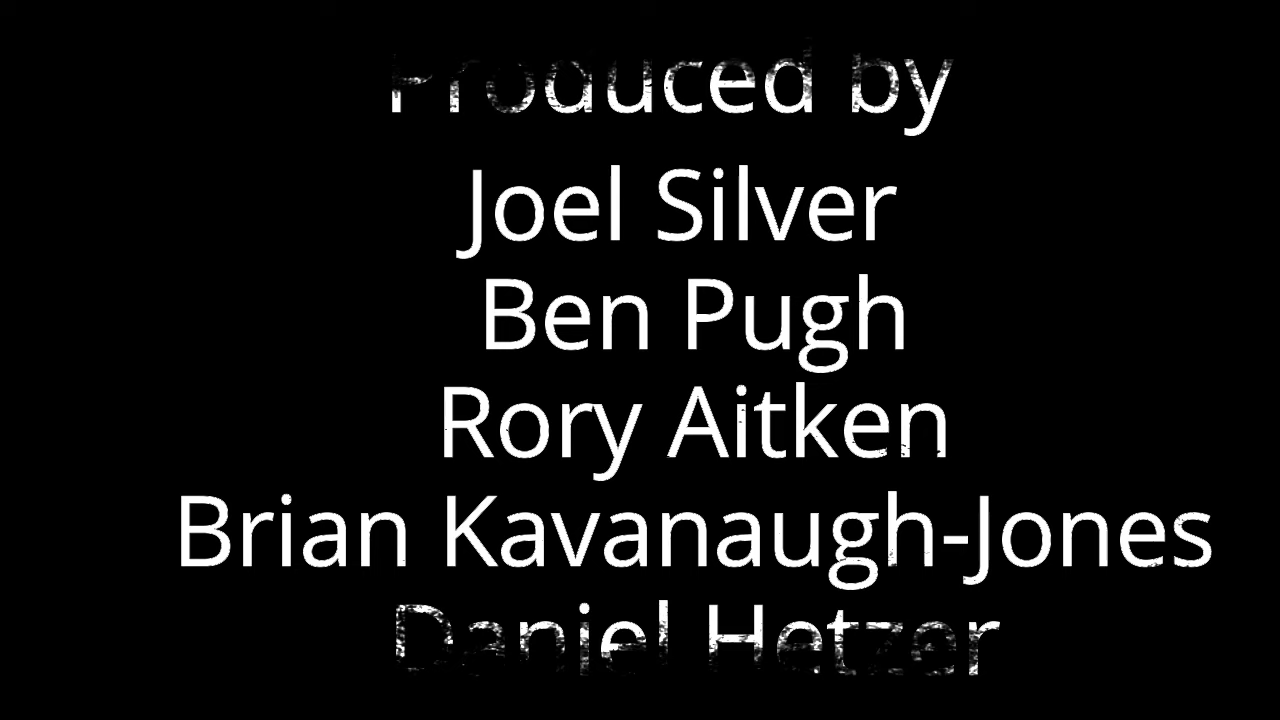 Produced by
Joel Silver
Ben Pugh
Rory Aitken
Brian Kavanaugh-Jones
Daniel Hetzer